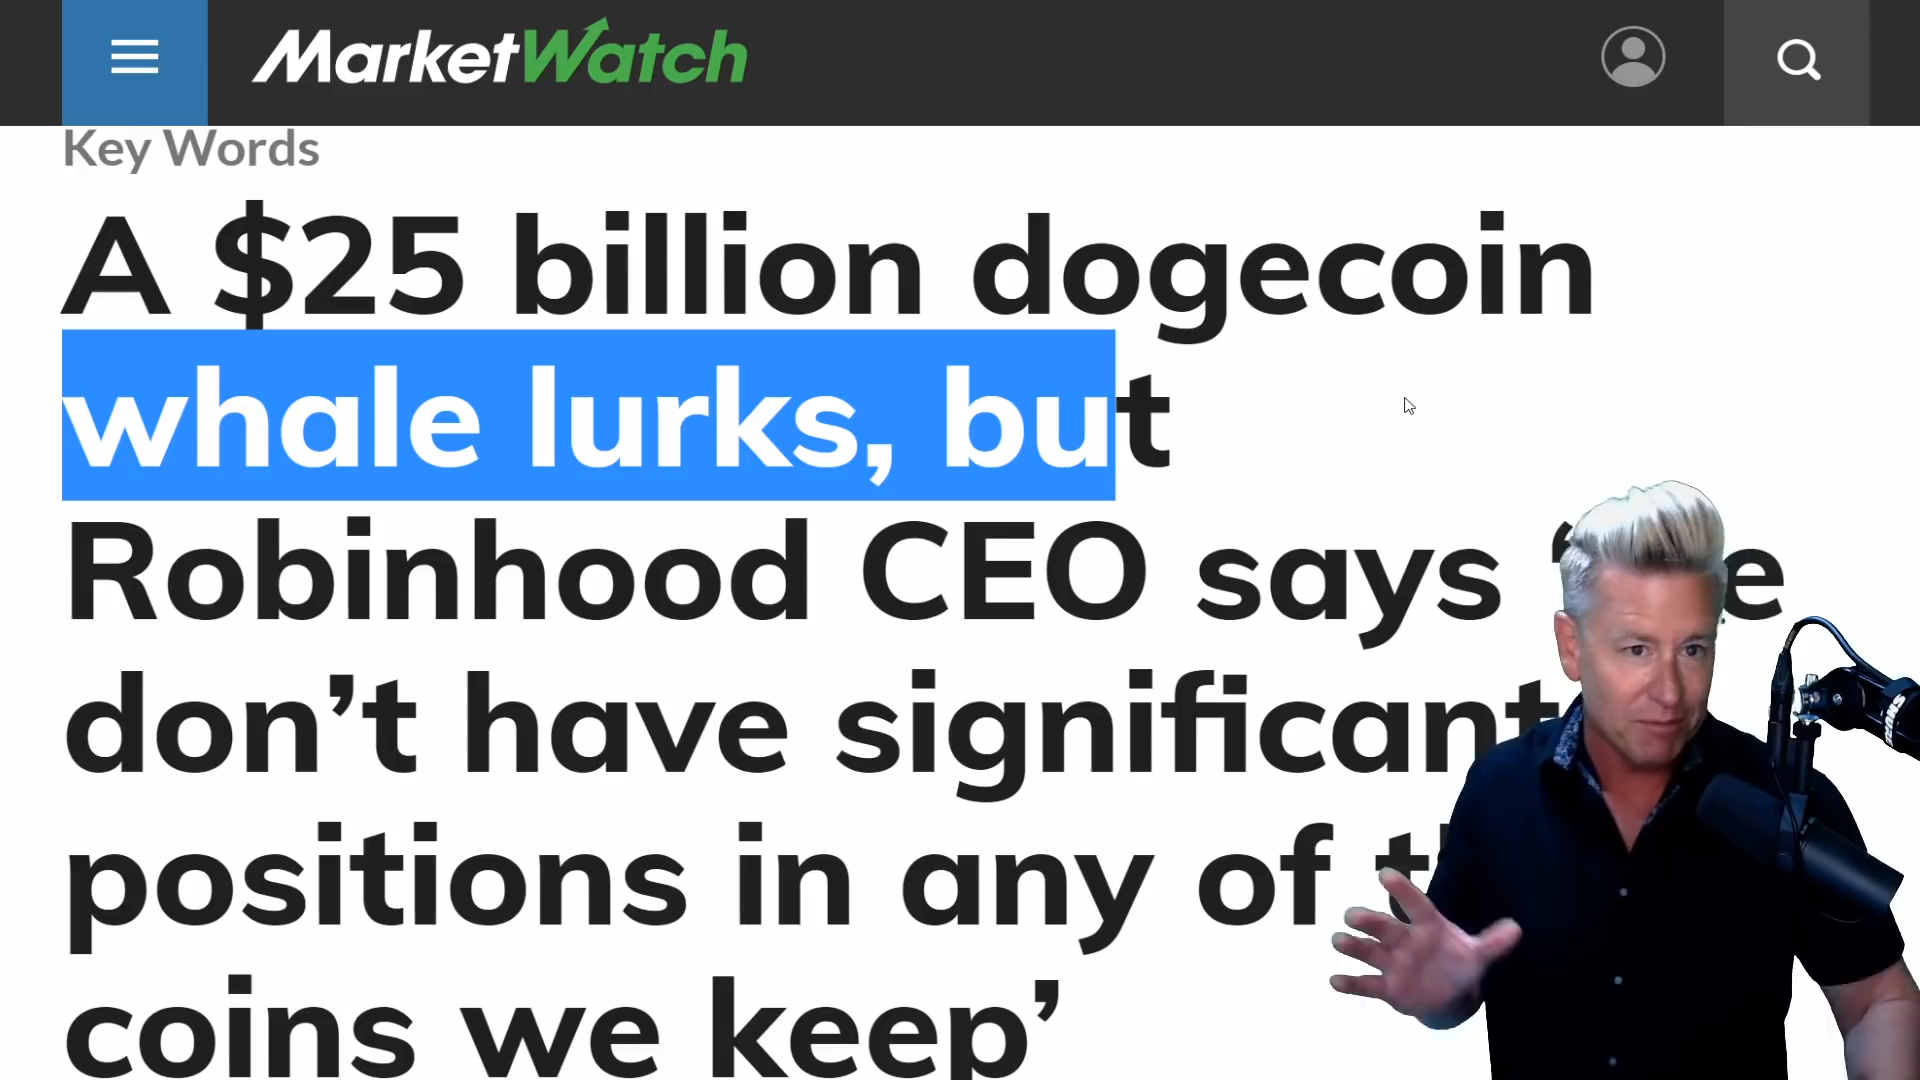 MarketWatch
Key Words
A $25 billion dogecoin
whale lurks, but
Robinhood CEO says
don’t have significant
positions in any of
coins we keep’